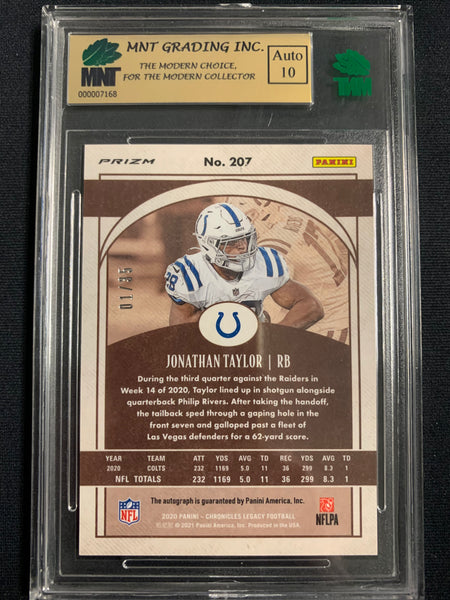 MNT GRADING INC.
THE MODERN CHOICE,
FOR THE MODERN COLLECTOR
MNT
000007168
Auto
10
PRIZM
No. 207
PANINI
01/35
JONATHAN TAYLOR | RB
During the third quarter against the Raiders in
Week 14 of 2020, Taylor lined up in shotgun alongside
quarterback Philip Rivers. After taking the handoff,
the tailback sped through a gaping hole in the
front seven and galloped past a fleet of
Las Vegas defenders for a 62-yard score.
YEAR TEAM ATT YDS AVG TD REC YDS AVG TD
2020 COLTS 232 1169 5.0 11 36 299 8.3 1
NFL TOTALS 232 1169 5.0 11 36 299 8.3 1
The autograph is guaranteed by Panini America, Inc.
NFL
2020 PANINI – CHRONICLES LEGACY FOOTBALL
© 2021 Panini America, Inc. Produced in the USA.
NFLPA